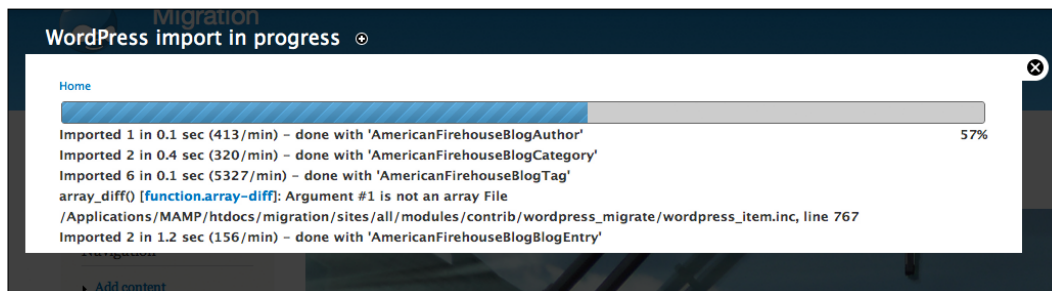 Migration
WordPress import in progress
Home
Imported 1 in 0.1 sec (413/min) – done with 'AmericanFirehouseBlogAuthor'
57%
Imported 2 in 0.4 sec (320/min) – done with 'AmericanFirehouseBlogCategory'
Imported 6 in 0.1 sec (5327/min) – done with 'AmericanFirehouseBlogTag'
array_diff() [function.array-diff]: Argument #1 is not an array File
/Applications/MAMP/htdocs/migration/sites/all/modules/contrib/wordpress_migrate/wordpress_item.inc, line 767
Imported 2 in 1.2 sec (156/min) – done with 'AmericanFirehouseBlogBlogEntry'
Navigation
Add content